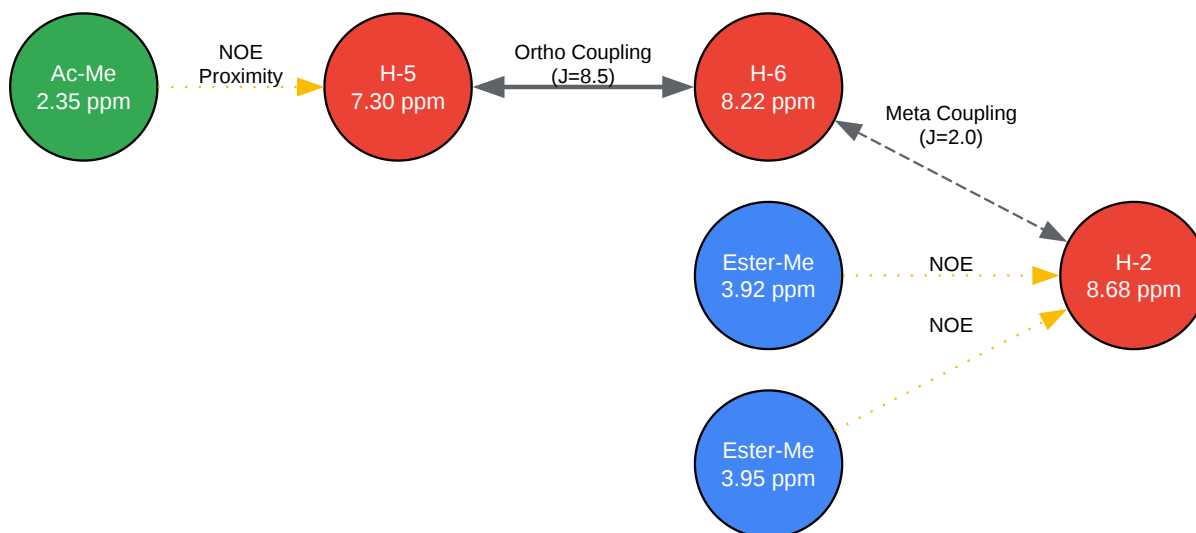 Ac-Me
2.35 ppm
NOE
Proximity
H-5
7.30 ppm
Ortho Coupling
(J=8.5)
H-6
8.22 ppm
Meta Coupling
(J=2.0)
Ester-Me
3.92 ppm
NOE
H-2
8.68 ppm
NOE
Ester-Me
3.95 ppm